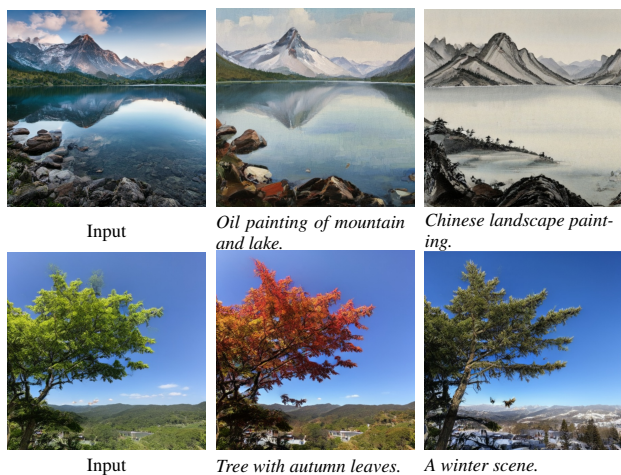 Input
Oil painting of mountain
and lake.
Chinese landscape paint-
ing.
Input
Tree with autumn leaves.
A winter scene.